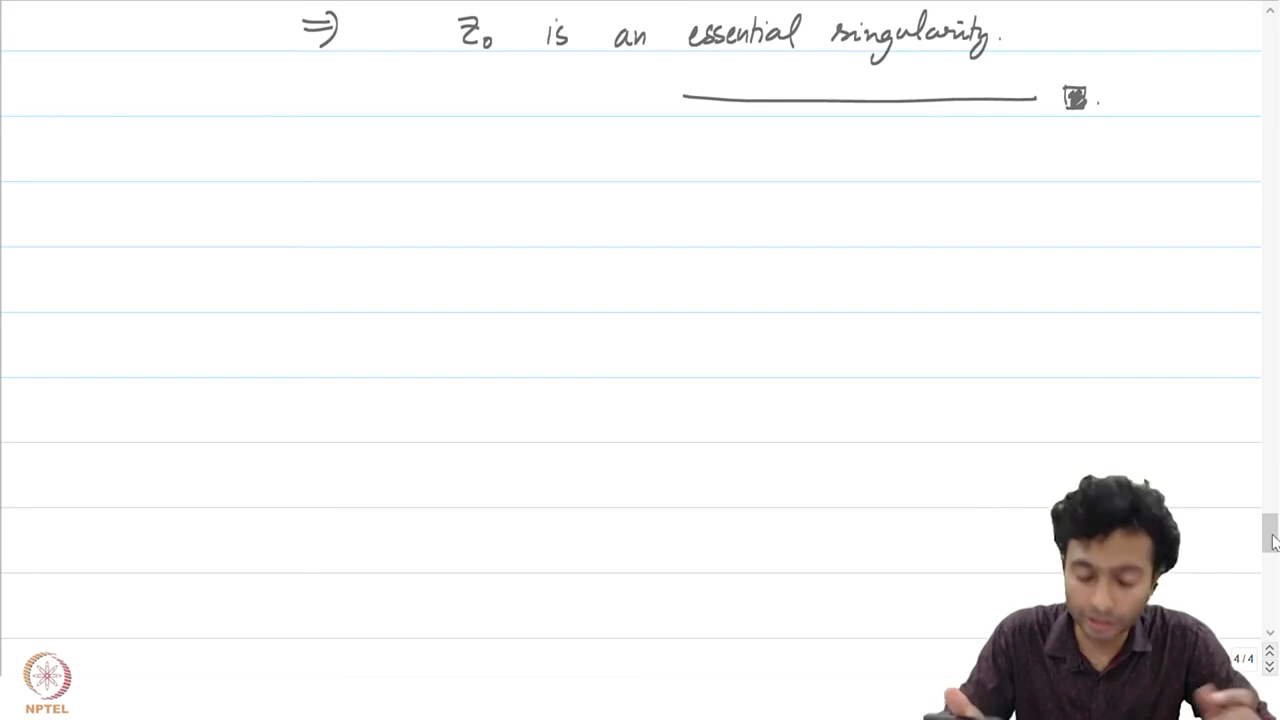 ⇒ z₀ is an essential singularity.
4 / 4
NPTEL